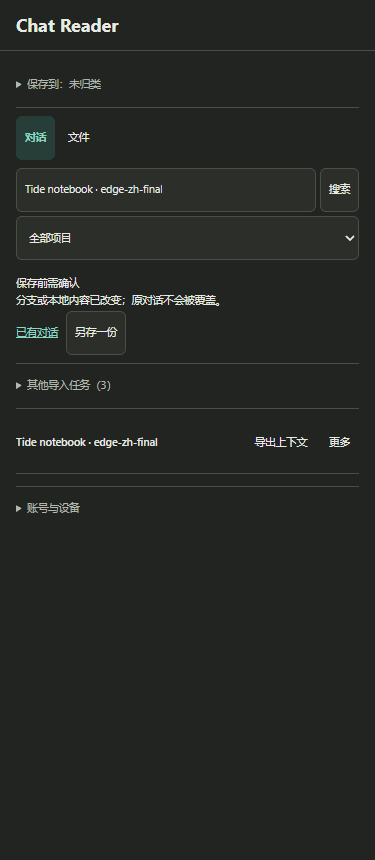 Chat Reader
保存到：未归类
对话 文件
Tide notebook · edge-zh-final 搜索
全部项目
保存前需确认
分支或本地内容已改变；原对话不会被覆盖。
已有对话 另存一份
其他导入任务（3）
Tide notebook · edge-zh-final 导出上下文 更多
账号与设备